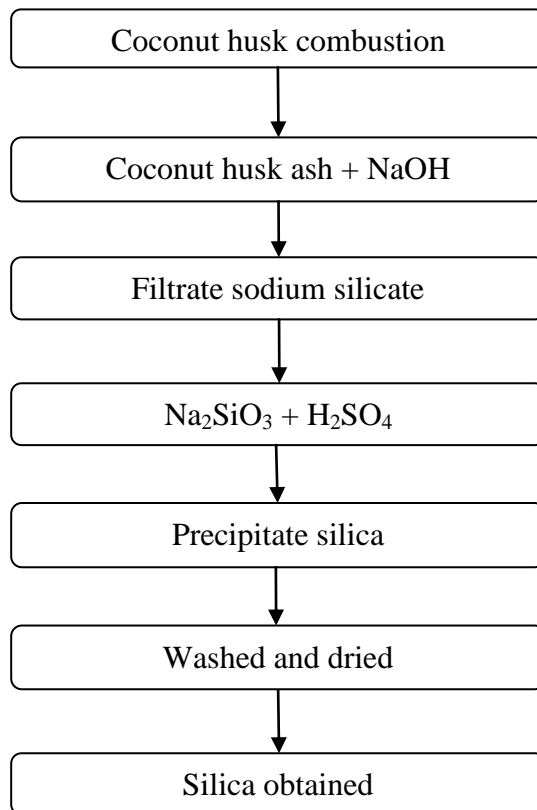 Coconut husk combustion
Coconut husk ash + NaOH
Filtrate sodium silicate
Na₂SiO₃ + H₂SO₄
Precipitate silica
Washed and dried
Silica obtained